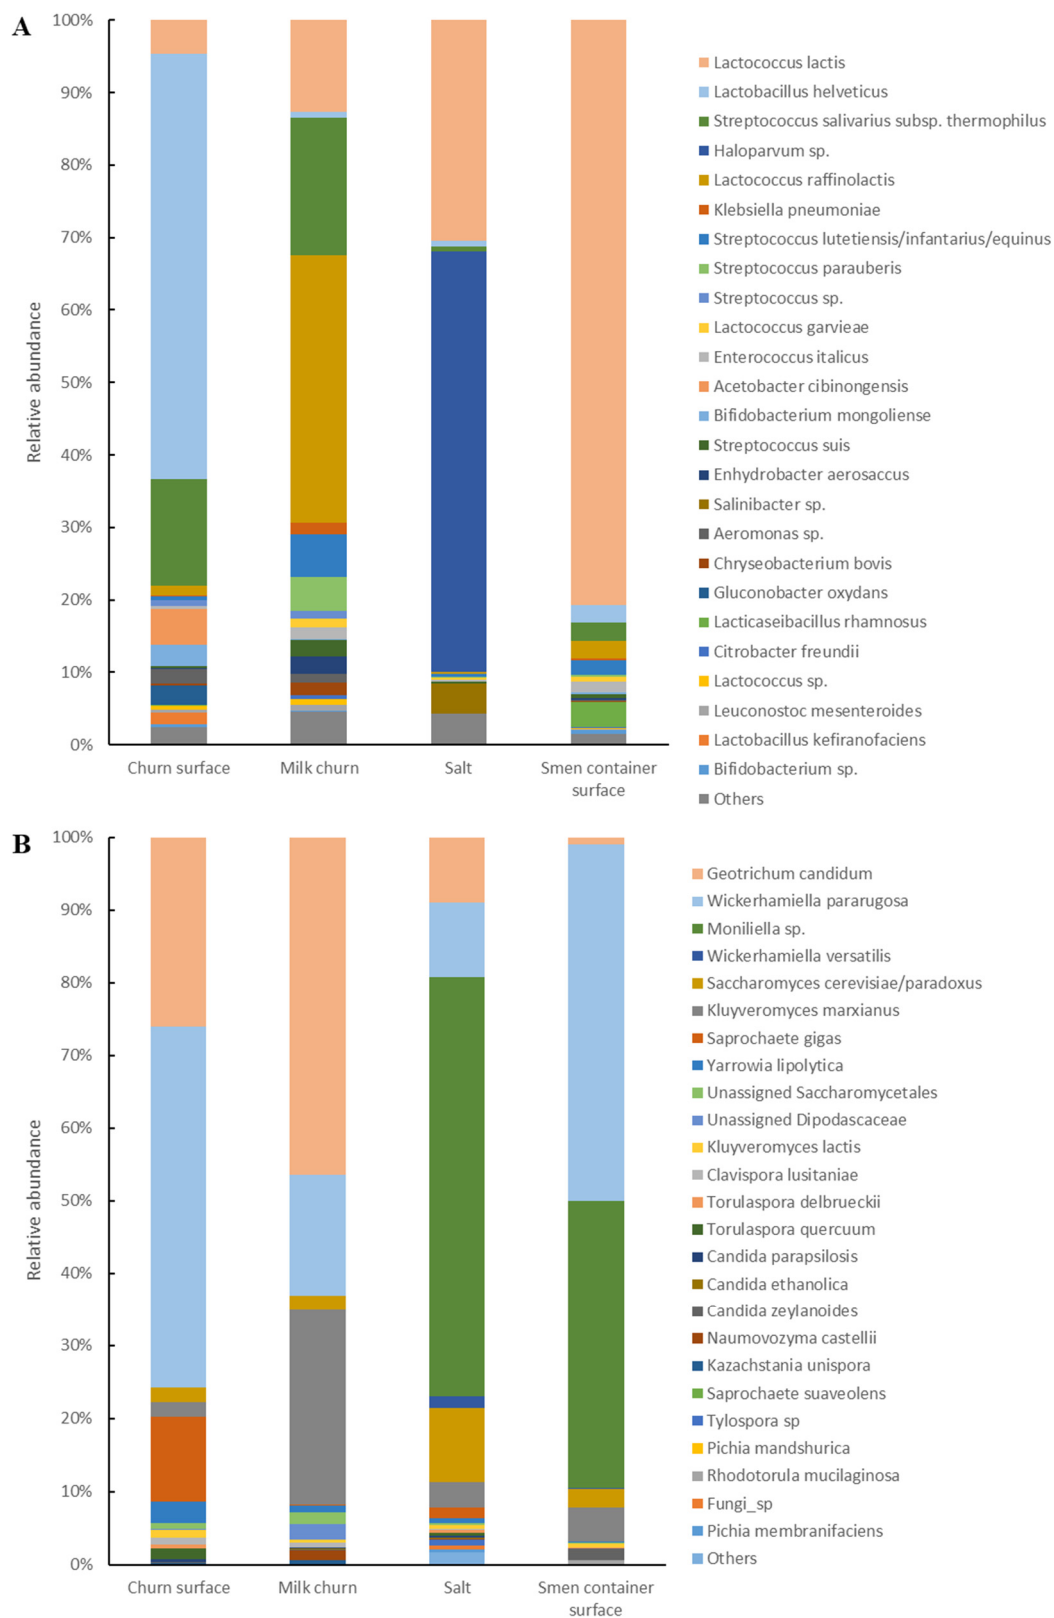 A
100%
90%
80%
70%
60%
50%
40%
30%
20%
10%
0%
Relative abundance
Churn surface
Milk churn
Salt
Smen container
surface
Lactococcus lactis
Lactobacillus helveticus
Streptococcus salivarius subsp. thermophilus
Haloparvum sp.
Lactococcus raffinolactis
Klebsiella pneumoniae
Streptococcus lutetiensis/infantarius/equinus
Streptococcus parauberis
Streptococcus sp.
Lactococcus garvieae
Enterococcus italicus
Acetobacter cibinongensis
Bifidobacterium mongoliense
Streptococcus suis
Enhydrobacter aerosaccus
Salinibacter sp.
Aeromonas sp.
Chryseobacterium bovis
Gluconobacter oxydans
Lacticaseibacillus rhamnosus
Citrobacter freundii
Lactococcus sp.
Leuconostoc mesenteroides
Lactobacillus kefiranofaciens
Bifidobacterium sp.
Others
B
100%
90%
80%
70%
60%
50%
40%
30%
20%
10%
0%
Relative abundance
Churn surface
Milk churn
Salt
Smen container
surface
Geotrichum candidum
Wickerhamiella pararugosa
Moniliella sp.
Wickerhamiella versatilis
Saccharomyces cerevisiae/paradoxus
Kluyveromyces marxianus
Saprochaete gigas
Yarrowia lipolytica
Unassigned Saccharomycetales
Unassigned Dipodascaceae
Kluyveromyces lactis
Clavispora lusitaniae
Torulaspora delbrueckii
Torulaspora quercuum
Candida parapsilosis
Candida ethanolica
Candida zeylanoides
Naumovozyma castellii
Kazachstania unispora
Saprochaete suaveolens
Tylospora sp
Pichia mandshurica
Rhodotorula mucilaginosa
Fungi_sp
Pichia membranifaciens
Others